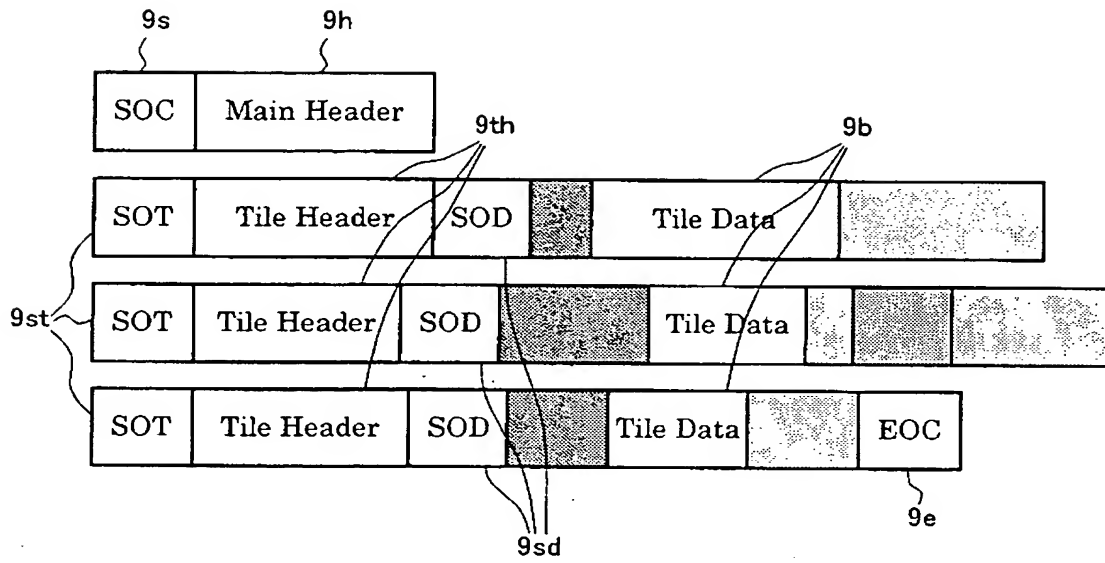 9s 9h
SOC Main Header
9th 9b
SOT Tile Header SOD Tile Data
9st SOT Tile Header SOD Tile Data
SOT Tile Header SOD Tile Data EOC
9sd 9e